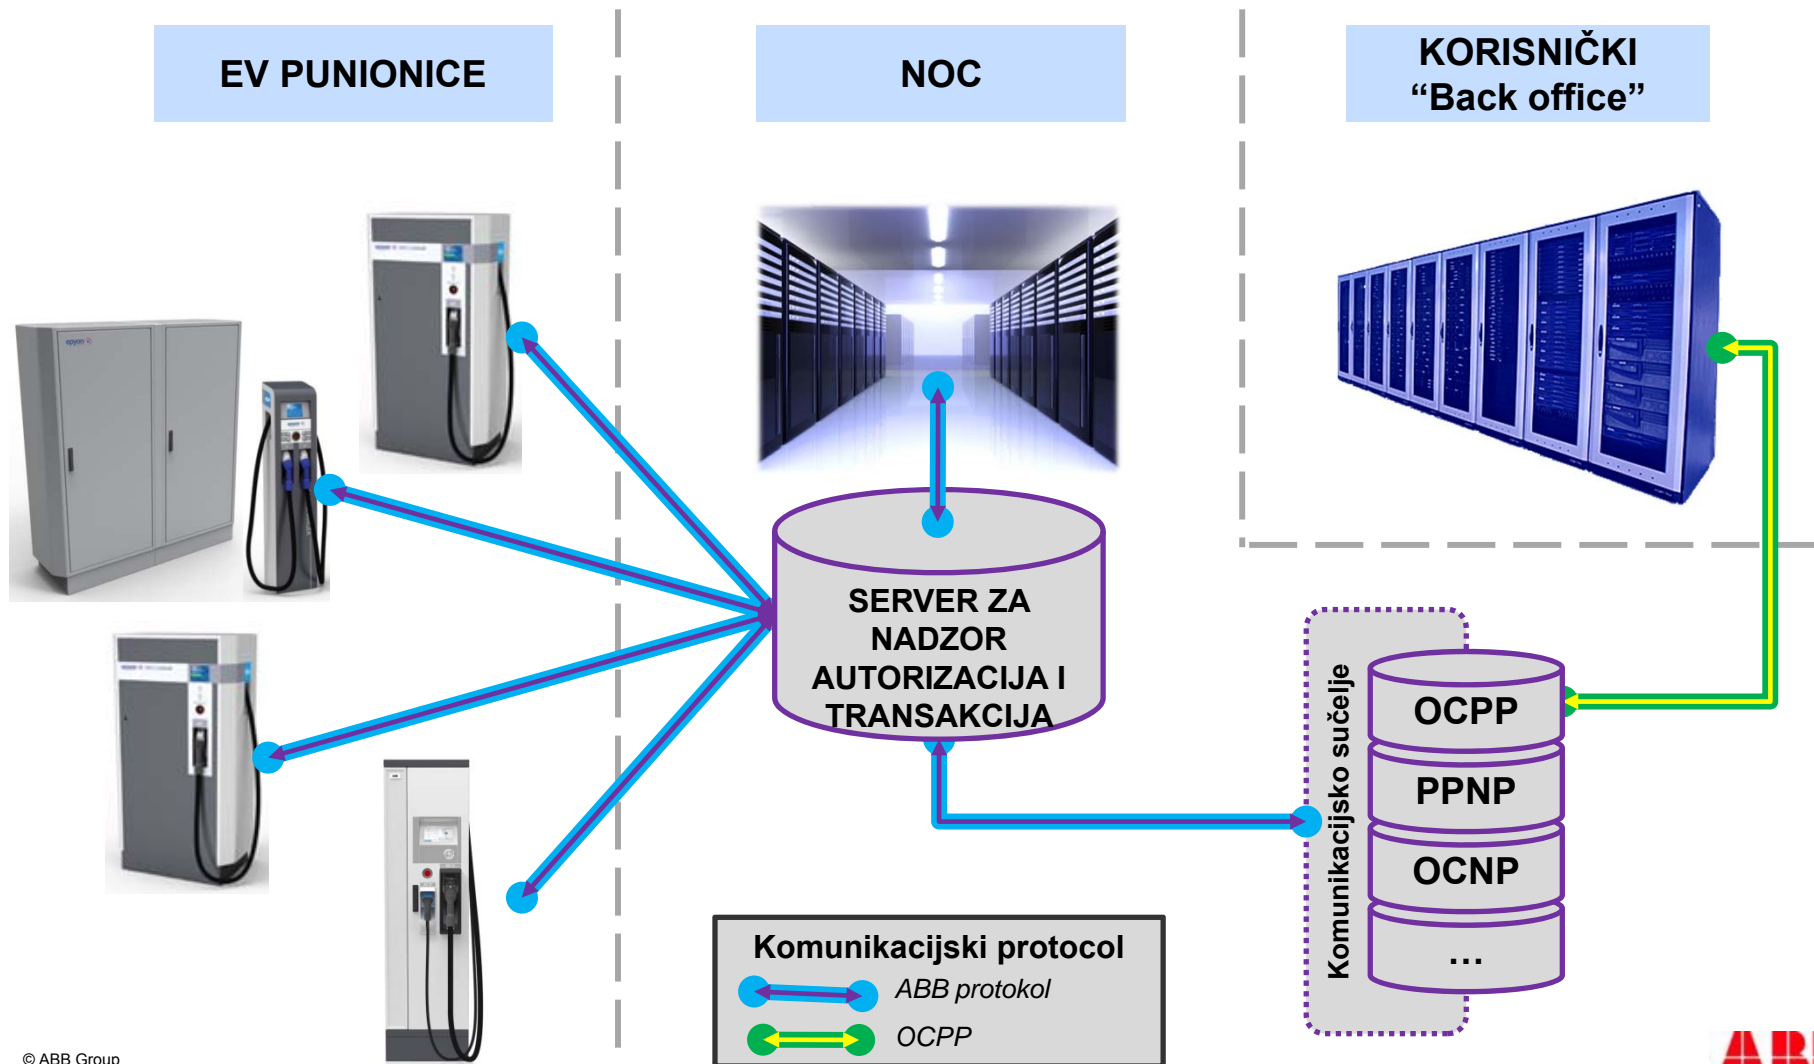 EV PUNIONICE
NOC
KORISNIČKI
“Back office”
SERVER ZA
NADZOR
AUTORIZACIJA I
TRANSAKCIJA
Komunikacijsko sučelje
OCPP
PPNP
OCNP
...
Komunikacijski protocol
ABB protokol
OCPP
© ABB Group
ABB